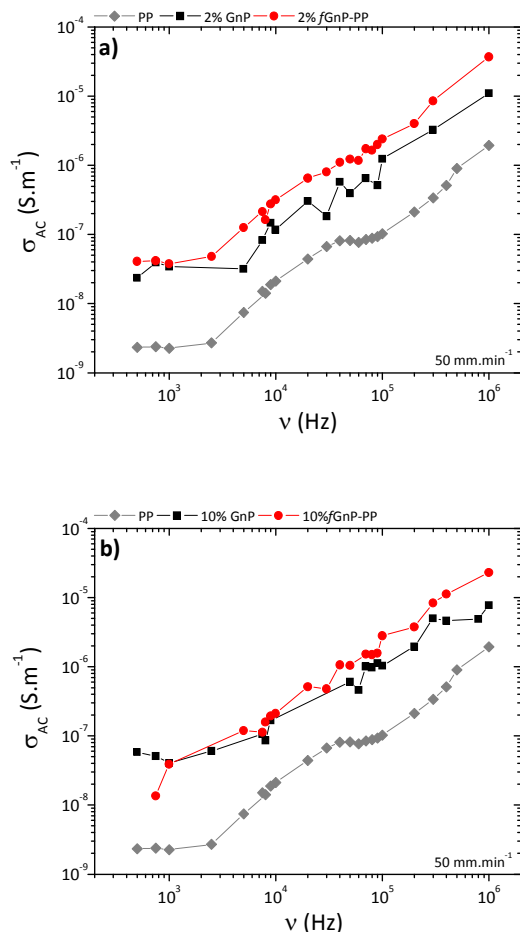 PP 2% GnP 2% fGnP-PP
a)
10⁻⁴
10⁻⁵
10⁻⁶
10⁻⁷
10⁻⁸
10⁻⁹
σAC (S.m⁻¹)
50 mm.min⁻¹
10³ 10⁴ 10⁵ 10⁶
ν (Hz)
PP 10% GnP 10%fGnP-PP
b)
10⁻⁴
10⁻⁵
10⁻⁶
10⁻⁷
10⁻⁸
10⁻⁹
σAC (S.m⁻¹)
50 mm.min⁻¹
10³ 10⁴ 10⁵ 10⁶
ν (Hz)